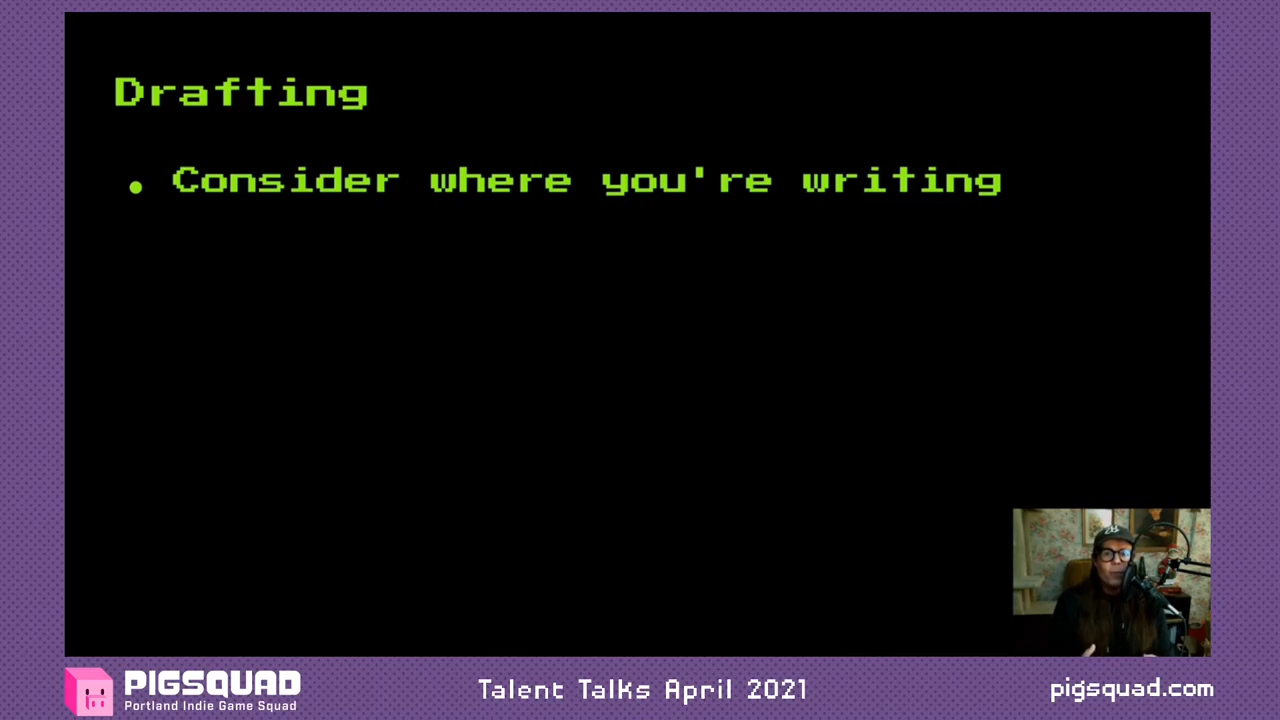 Drafting
• Consider where you're writing
PIGSQUAD
Portland Indie Game Squad
Talent Talks April 2021
pigsquad.com